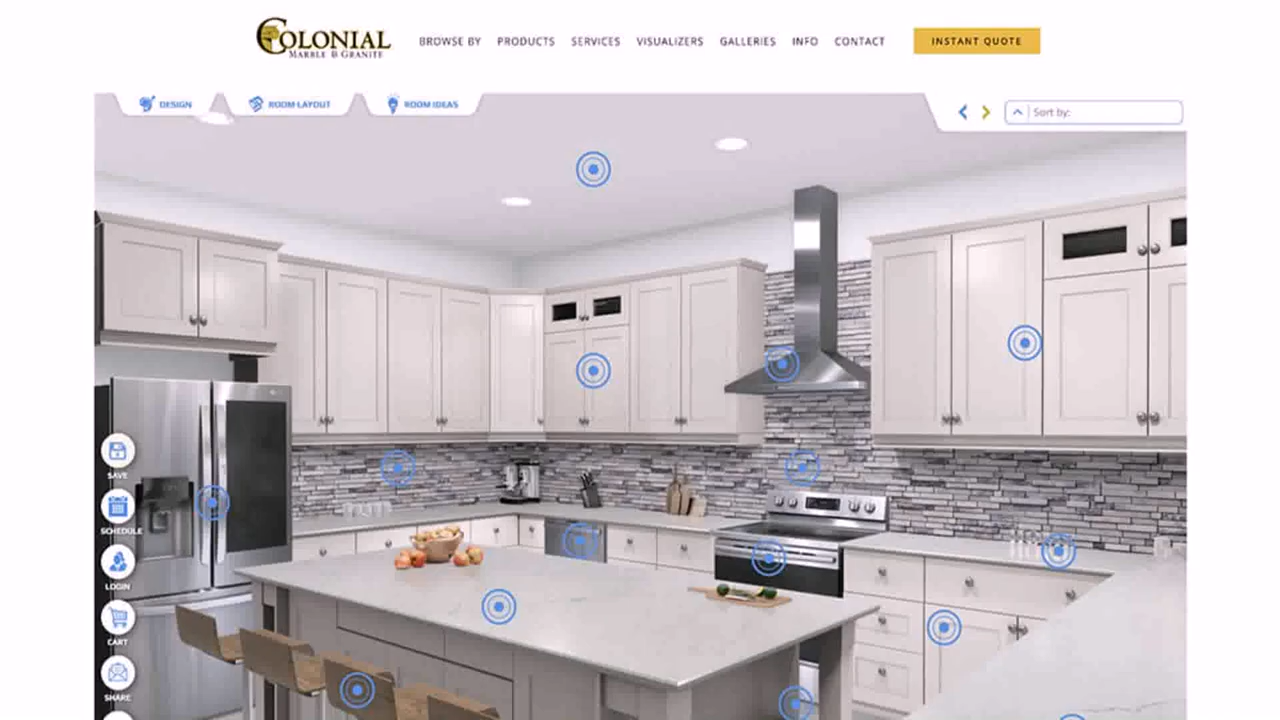 COLONIAL
MARBLE & GRANITE
BROWSE BY PRODUCTS SERVICES VISUALIZERS GALLERIES INFO CONTACT
INSTANT QUOTE
DESIGN ROOM LAYOUT ROOM IDEAS
Sort by:
SAVE
SCHEDULE
LOGIN
CART
SHARE